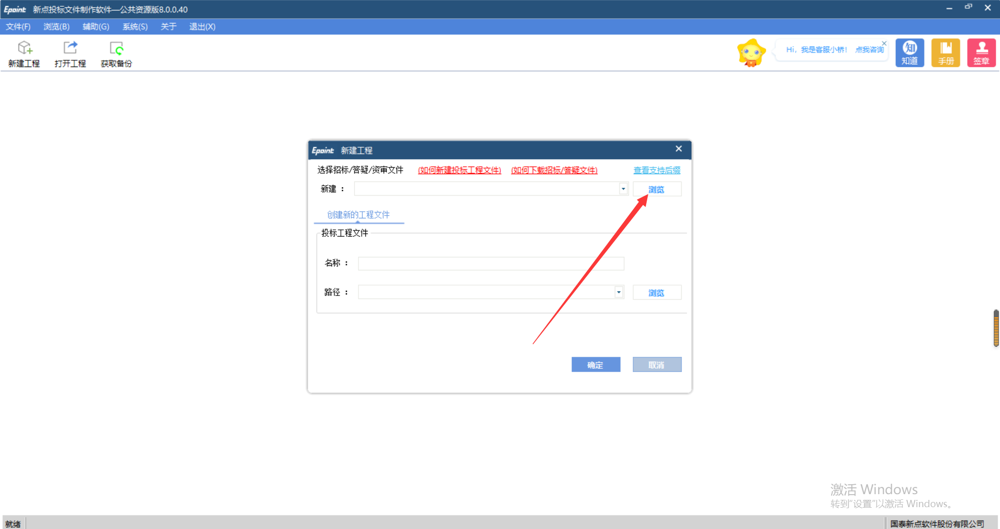 Epoint 新点投标文件制作软件—公共资源版8.0.0.40
文件(F) 浏览(B) 辅助(G) 系统(S) 关于 退出(X)
新建工程 打开工程 获取备份
Hi，我是客服小桥！ 点我咨询
知 知道
手册
签章
Epoint 新建工程
选择招标/答疑/资审文件 (如何新建投标工程文件) (如何下载招标/答疑文件) 查看支持后缀
新建 ： 浏览
创建新的工程文件
投标工程文件
名称 ：
路径 ： 浏览
确定 取消
激活 Windows
转到"设置"以激活 Windows。
就绪 国泰新点软件股份有限公司